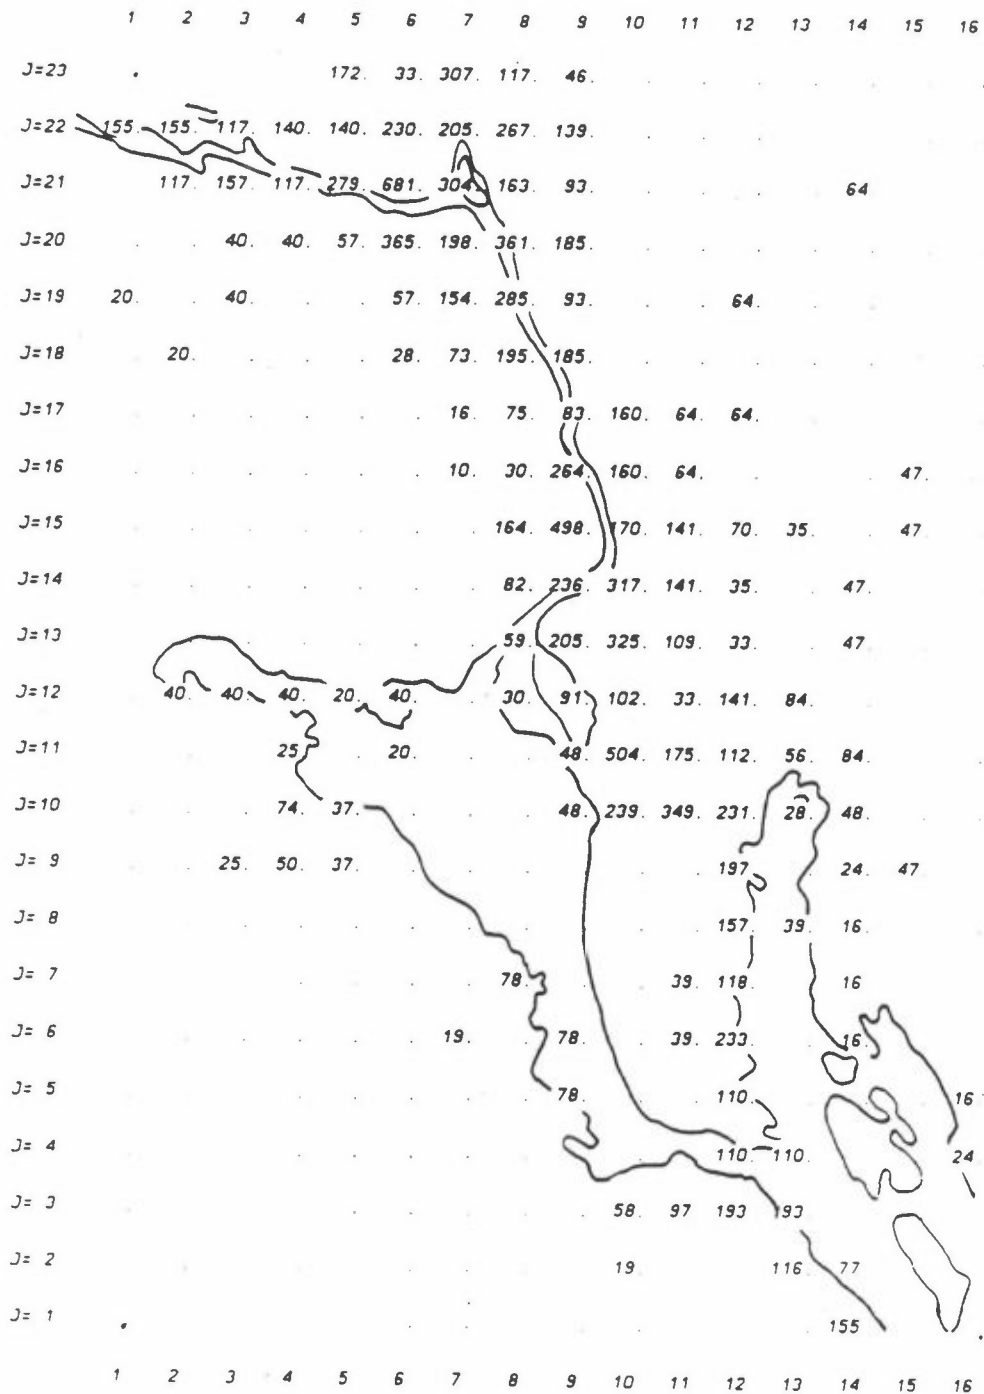 1 2 3 4 5 6 7 8 9 10 11 12 13 14 15 16
J=23 172. 33. 307. 117. 46.
J=22 155. 155. 117. 140. 140. 230. 205. 267. 139.
J=21 117. 157. 117. 279. 681. 304. 163. 93. 64
J=20 40. 40. 57. 365. 198. 361. 185.
J=19 20. 40. 57. 154. 285. 93. 64.
J=18 20. 28. 73. 195. 185.
J=17 16. 75. 83. 160. 64. 64.
J=16 10. 30. 264. 160. 64. 47.
J=15 164. 498. 170. 141. 70. 35. 47.
J=14 82. 236. 317. 141. 35. 47.
J=13 59. 205. 325. 109. 33. 47.
J=12 40. 40. 40. 20. 40. 30. 91. 102. 33. 141. 84.
J=11 25. 20. 48. 504. 175. 112. 56. 84.
J=10 74. 37. 48. 239. 349. 231. 28. 48.
J= 9 25. 50. 37. 197. 24. 47.
J= 8 157. 39. 16.
J= 7 78. 39. 118. 16.
J= 6 19. 78. 39. 233. 16.
J= 5 78. 110. 16
J= 4 110. 110. 24
J= 3 58. 97. 193. 193.
J= 2 19. 116. 77.
J= 1 155.
1 2 3 4 5 6 7 8 9 10 11 12 13 14 15 16